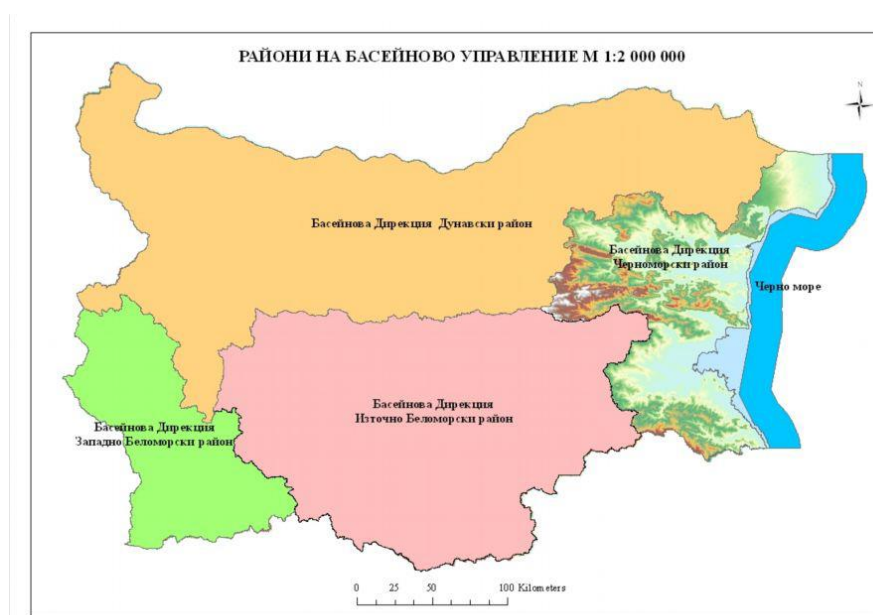 РАЙОНИ НА БАСЕЙНОВО УПРАВЛЕНИЕ М 1:2 000 000
N
Басейнова Дирекция Дунавски район
Басейнова Дирекция
Черноморски район
Черно море
Басейнова Дирекция
Източно Беломорски район
Басейнова Дирекция
Западно Беломорски район
0 25 50 100 Kilometers